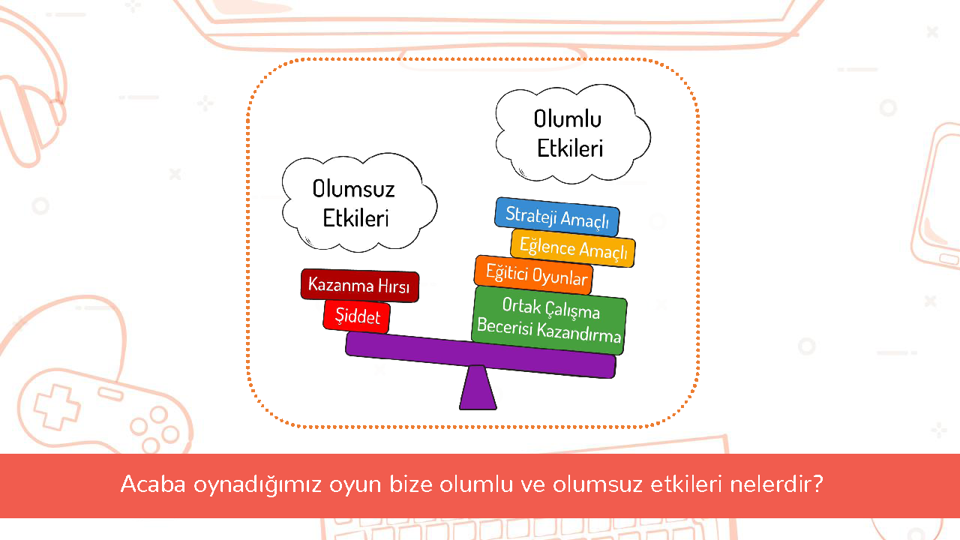 Olumlu
Etkileri
Olumsuz
Etkileri
Strateji Amaçlı
Eğlence Amaçlı
Eğitici Oyunlar
Ortak Çalışma
Becerisi Kazandırma
Kazanma Hırsı
Şiddet
Acaba oynadığımız oyun bize olumlu ve olumsuz etkileri nelerdir?